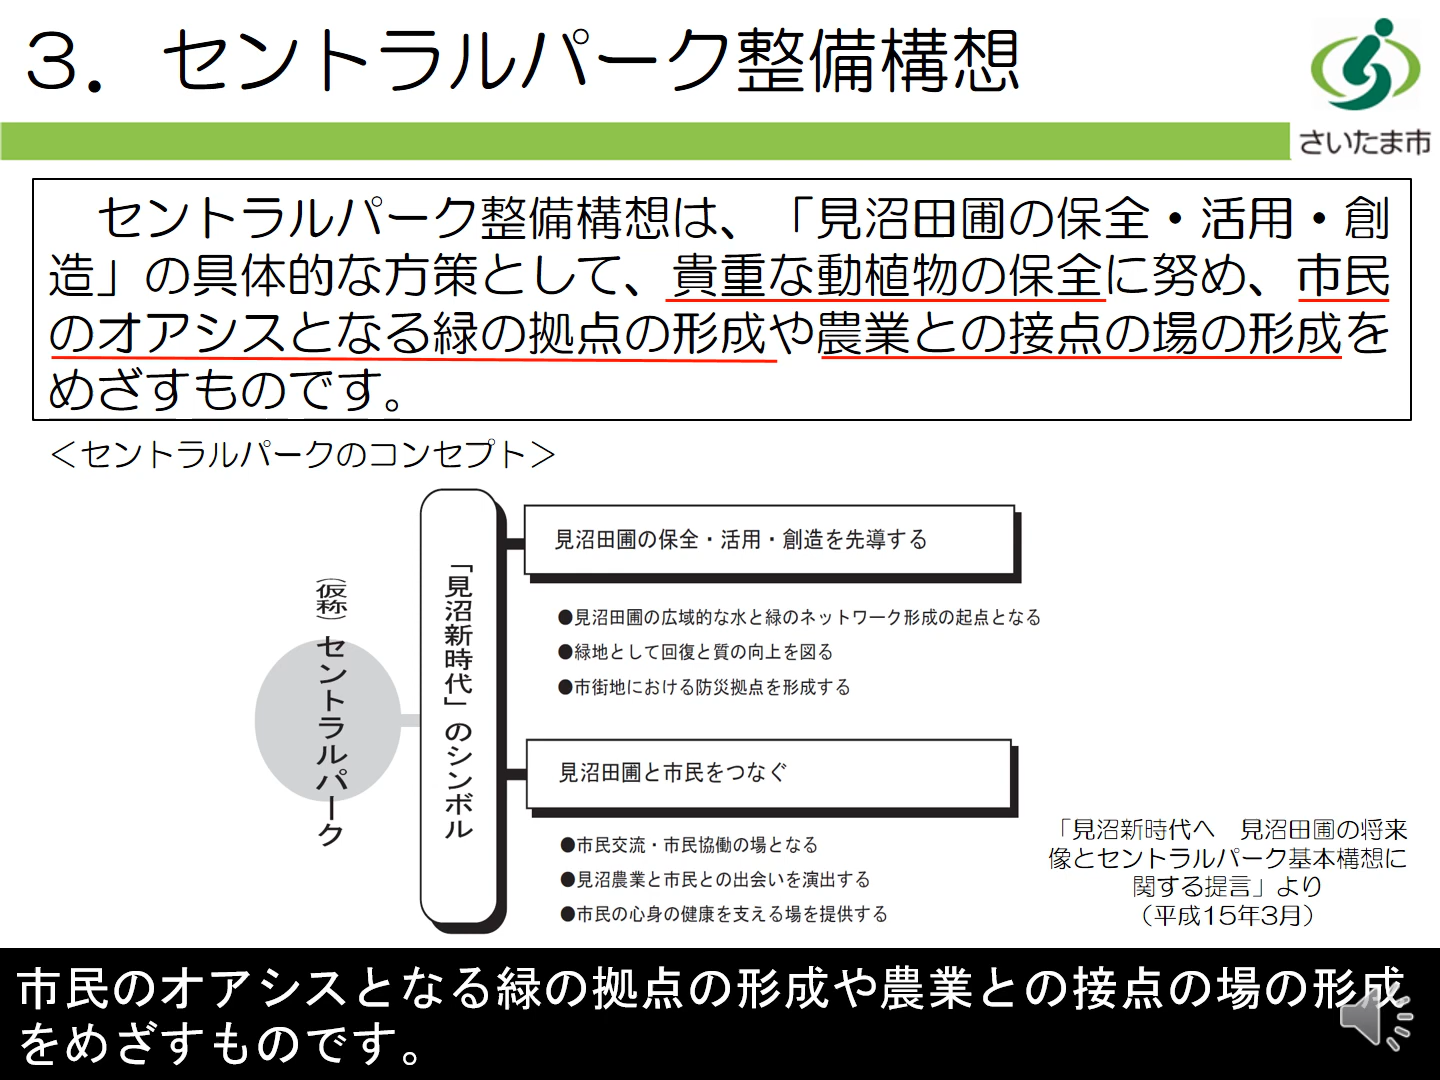 ３．セントラルパーク整備構想
さいたま市
セントラルパーク整備構想は、「見沼田圃の保全・活用・創
造」の具体的な方策として、貴重な動植物の保全に努め、市民
のオアシスとなる緑の拠点の形成や農業との接点の場の形成を
めざすものです。
＜セントラルパークのコンセプト＞
（仮称）セントラルパーク
「見沼新時代」のシンボル
見沼田圃の保全・活用・創造を先導する
●見沼田圃の広域的な水と緑のネットワーク形成の起点となる
●緑地として回復と質の向上を図る
●市街地における防災拠点を形成する
見沼田圃と市民をつなぐ
●市民交流・市民協働の場となる
●見沼農業と市民との出会いを演出する
●市民の心身の健康を支える場を提供する
「見沼新時代へ　見沼田圃の将来
像とセントラルパーク基本構想に
関する提言」より
（平成15年3月）
市民のオアシスとなる緑の拠点の形成や農業との接点の場の形成
をめざすものです。